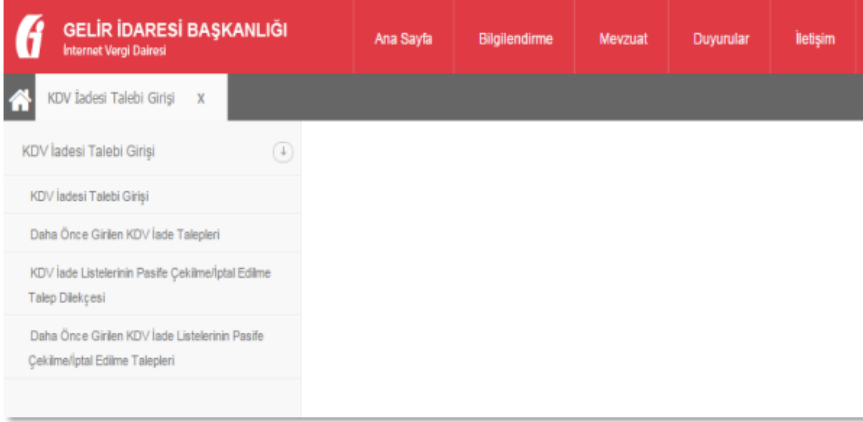 GELİR İDARESİ BAŞKANLIĞI
İnternet Vergi Dairesi
Ana Sayfa
Bilgilendirme
Mevzuat
Duyurular
İletişim
KDV İadesi Talebi Girişi X
KDV İadesi Talebi Girişi
KDV İadesi Talebi Girişi
Daha Önce Girilen KDV İade Talepleri
KDV İade Listelerinin Pasife Çekilme/İptal Edilme
Talep Dilekçesi
Daha Önce Girilen KDV İade Listelerinin Pasife
Çekilme/İptal Edilme Talepleri